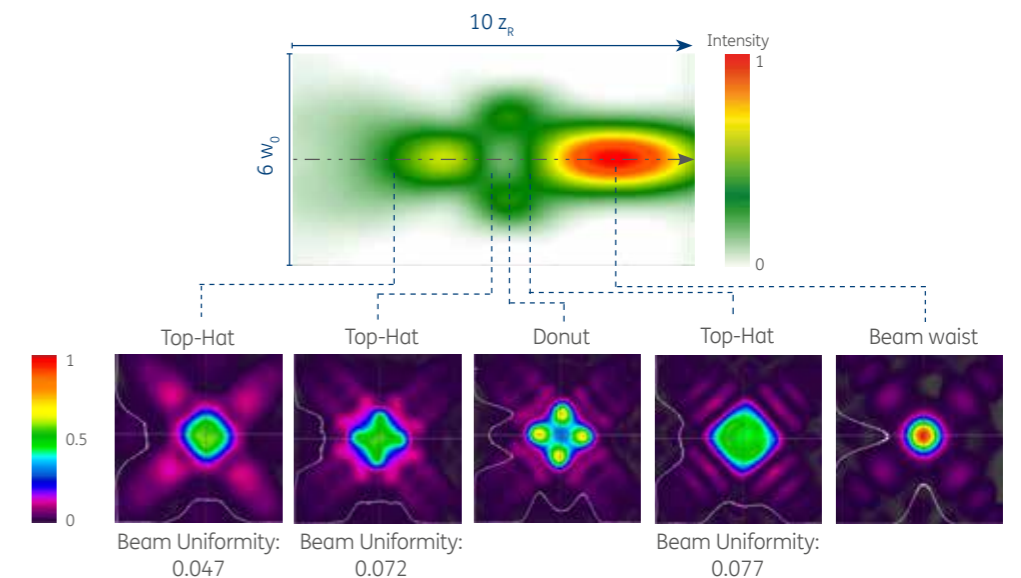 10 z_R
Intensity
1
6 w_0
0
Top-Hat
Top-Hat
Donut
Top-Hat
Beam waist
1
0.5
0
Beam Uniformity:
0.047
Beam Uniformity:
0.072
Beam Uniformity:
0.077